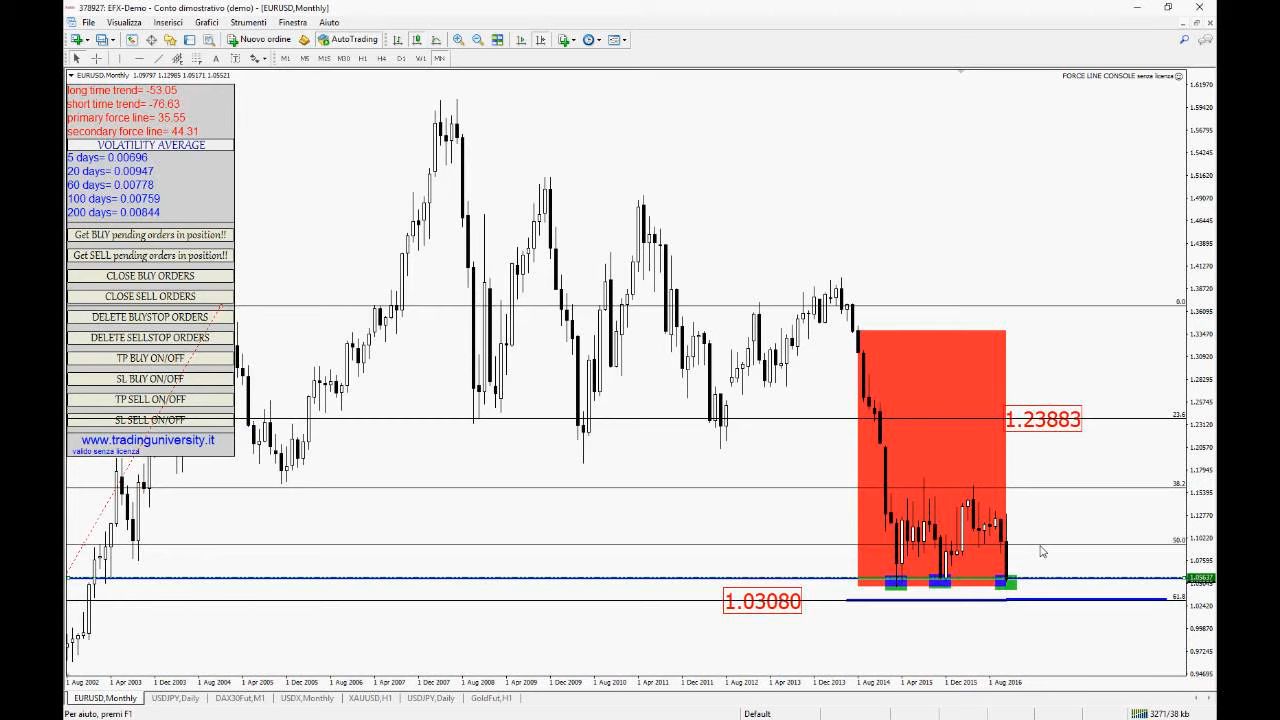 378927: EFX-Demo - Conto dimostrativo (demo) - [EURUSD,Monthly]
File Visualizza Inserisci Grafici Strumenti Finestra Aiuto
Nuovo ordine AutoTrading
M1 M5 M15 M30 H1 H4 D1 W1 MN
EURUSD,Monthly 1.09797 1.12985 1.05171 1.05521
FORCE LINE CONSOLE senza licenza
long time trend= -53.05
short time trend= -76.63
primary force line= 35.55
secondary force line= 44.31
VOLATILITY AVERAGE
5 days= 0.00696
20 days= 0.00947
60 days= 0.00778
100 days= 0.00759
200 days= 0.00844
Get BUY pending orders in position!!
Get SELL pending orders in position!!
CLOSE BUY ORDERS
CLOSE SELL ORDERS
DELETE BUYSTOP ORDERS
DELETE SELLSTOP ORDERS
TP BUY ON/OFF
SL BUY ON/OFF
TP SELL ON/OFF
SL SELL ON/OFF
www.tradinguniversity.it
valido senza licenza
0.0
23.6
38.2
50.0
61.8
1.23883
1.03080
1.61970
1.59420
1.56795
1.54245
1.51620
1.49070
1.46445
1.43895
1.41270
1.38720
1.36095
1.33470
1.30920
1.28295
1.25745
1.23120
1.20570
1.17945
1.15395
1.12770
1.10220
1.07595
1.02420
0.99870
0.97245
0.94695
1 Aug 2002 1 Apr 2003 1 Dec 2003 1 Aug 2004 1 Apr 2005 1 Dec 2005 1 Aug 2006 1 Apr 2007 1 Dec 2007 1 Aug 2008 1 Apr 2009 1 Dec 2009 1 Aug 2010 1 Apr 2011 1 Dec 2011 1 Aug 2012 1 Apr 2013 1 Dec 2013 1 Aug 2014 1 Apr 2015 1 Dec 2015 1 Aug 2016
EURUSD,Monthly USDJPY,Daily DAX30Fut,M1 USDX,Monthly XAUUSD,H1 USDJPY,Daily GoldFut,H1
Per aiuto, premi F1 Default 3271/38 kb